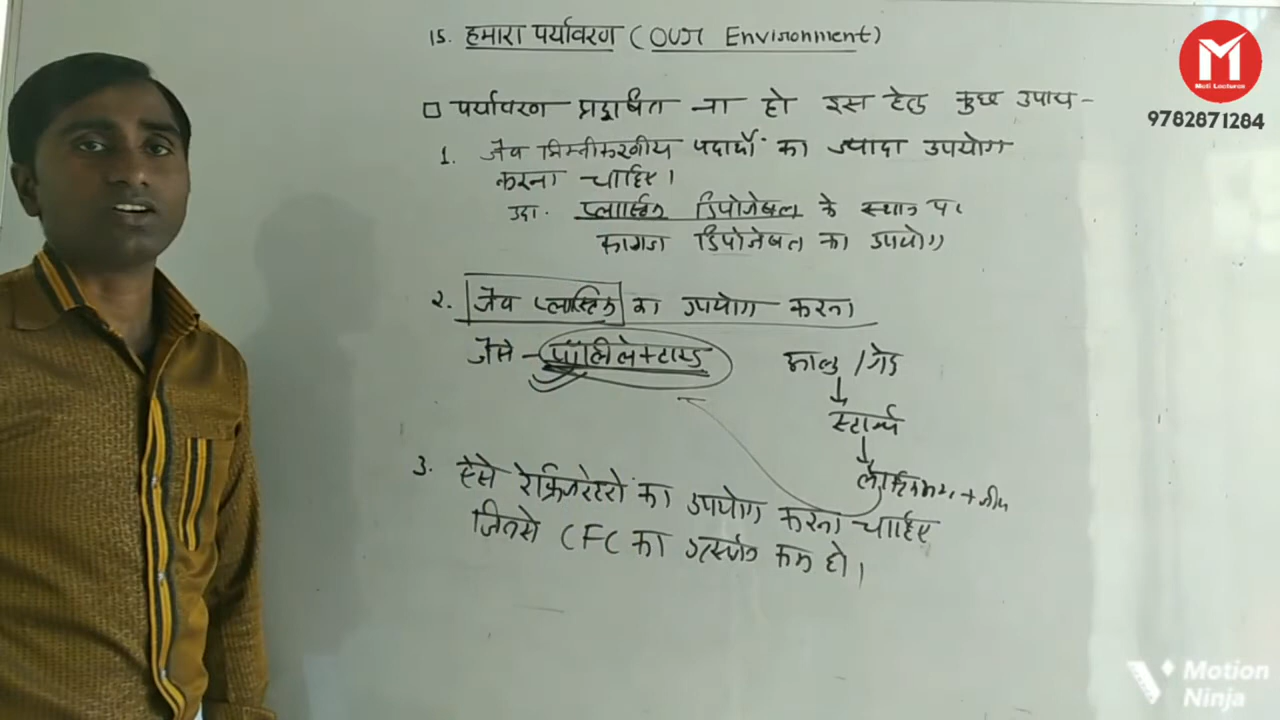 15. हमारा पर्यावरण (Our Environment)
M
Moti Lectures
9782871284
□ पर्यावरण प्रदूषित ना हो इस हेतु कुछ उपाय -
1. जैव निम्नीकरणीय पदार्थों का ज्यादा उपयोग
करना चाहिए।
उदा. प्लास्टिक डिपोजेबल के स्थान पर
कागज डिपोजेबल का उपयोग
2. जैव प्लास्टिक का उपयोग करना
जैसे - पॉलीलेक्टाइड
आलु / गेहू
स्टार्च
3. ऐसे रेफ्रिजरेटरो का उपयोग करना चाहिए
जिनसे CFC का उत्सर्जन कम हो।
Motion
Ninja